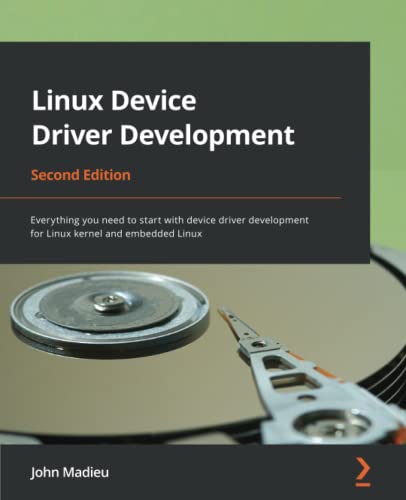 Linux Device
Driver Development
Second Edition
Everything you need to start with device driver development
for Linux kernel and embedded Linux
John Madieu